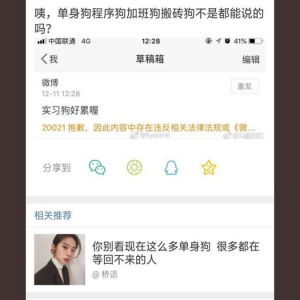 咦，单身狗程序狗加班狗搬砖狗不是都能说的
吗？
中国联通 4G 12:28 41%
我 草稿箱 编辑
微博
12-11 12:28
重发
实习狗好累喔
20021 抱歉，因此内容中存在违反相关法律法规或《微...
分享到
相关推荐
你别看现在这么多单身狗 很多都在
等回不来的人
@ 桥话